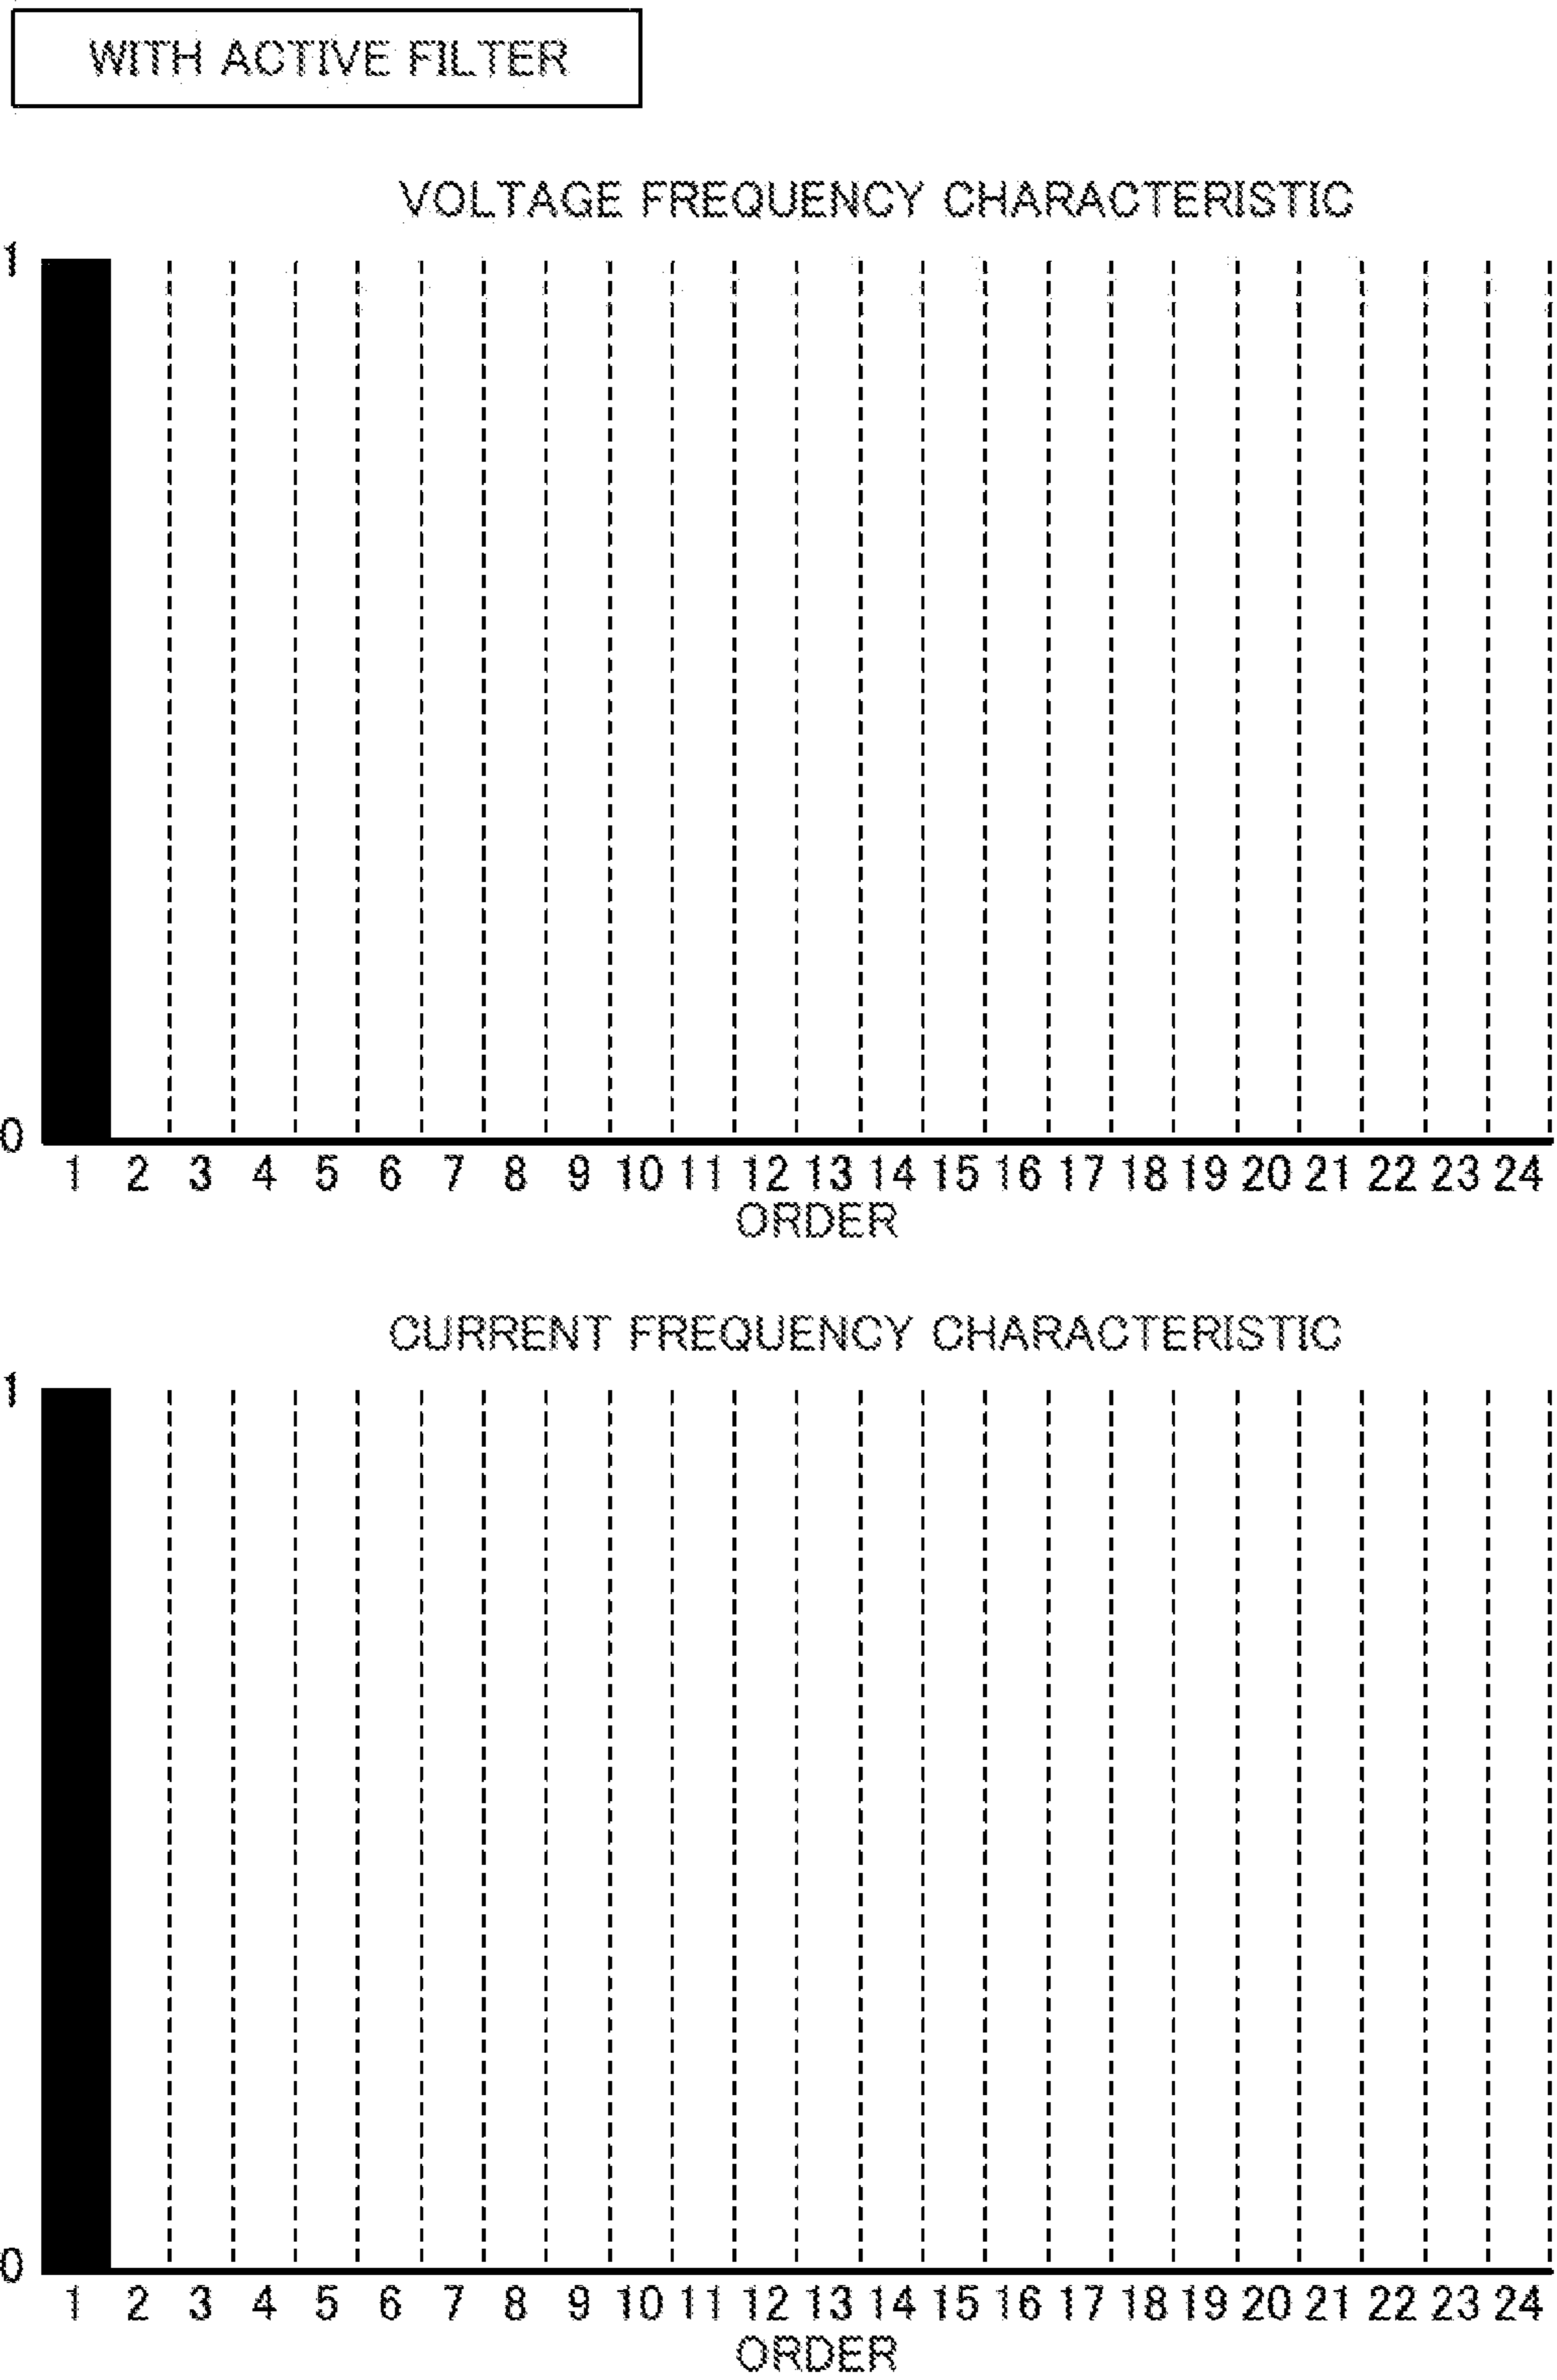 WITH ACTIVE FILTER
VOLTAGE FREQUENCY CHARACTERISTIC
1
0
1 2 3 4 5 6 7 8 9 10 11 12 13 14 15 16 17 18 19 20 21 22 23 24
ORDER
CURRENT FREQUENCY CHARACTERISTIC
1
0
1 2 3 4 5 6 7 8 9 10 11 12 13 14 15 16 17 18 19 20 21 22 23 24
ORDER